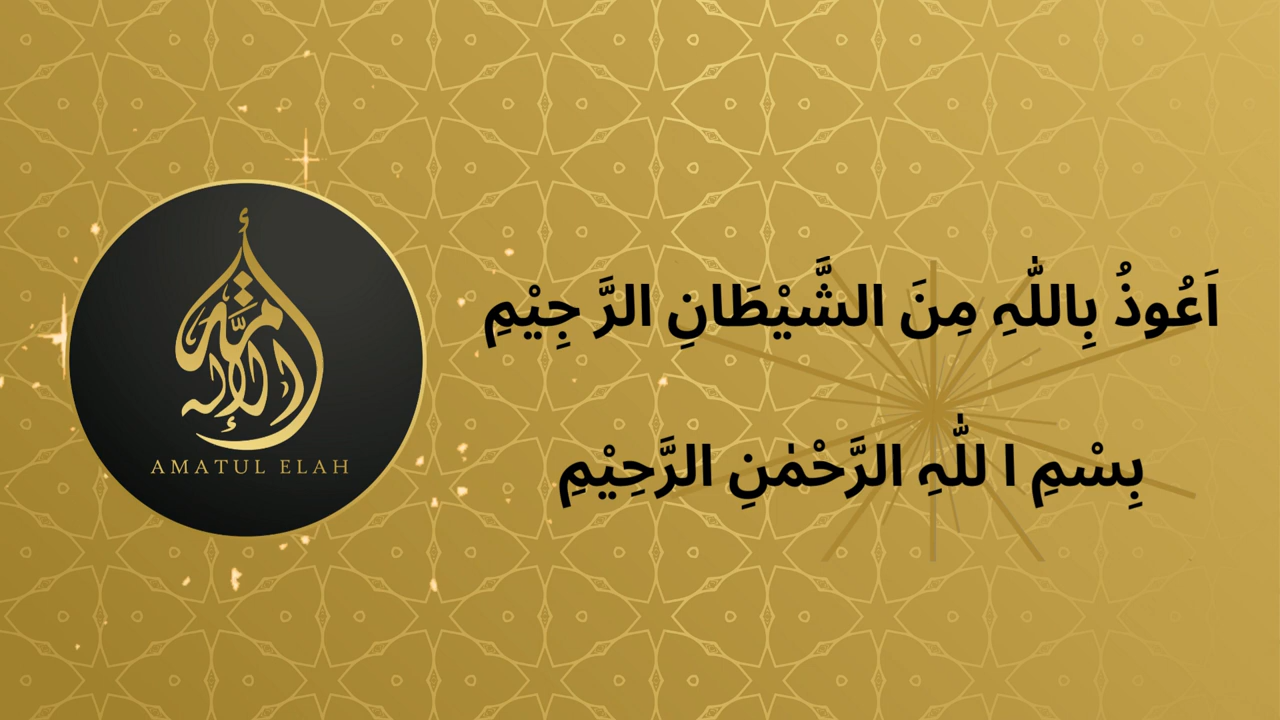 أمة الإله
AMATUL ELAH
اَعُوذُ بِاللّٰہِ مِنَ الشَّيْطَانِ الرَّ جِيْمِ
بِسْمِ ا للّٰہِ الرَّحْمٰنِ الرَّحِيْمِ